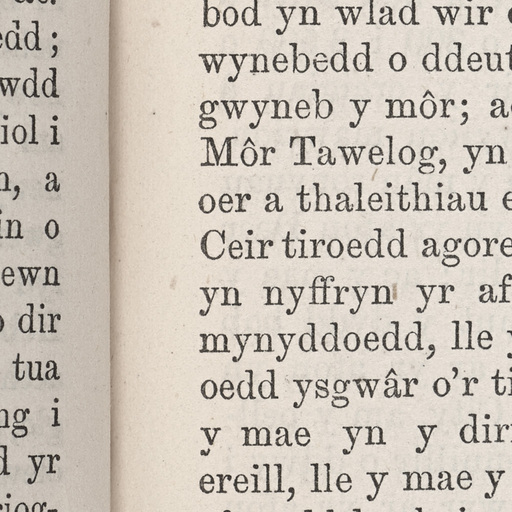 edd;
wdd
iol i
a
in o
ewn
dir
tua
ng i
yr
bod yn wlad wir
wynebedd o ddeut
gwyneb y môr; a
Môr Tawelog, yn
oer a thaleithiau
Ceir tiroedd agore
yn nyffryn yr af
mynyddoedd, lle
oedd ysgwâr o'r ti
y mae yn y dir
ereill, lle y mae y